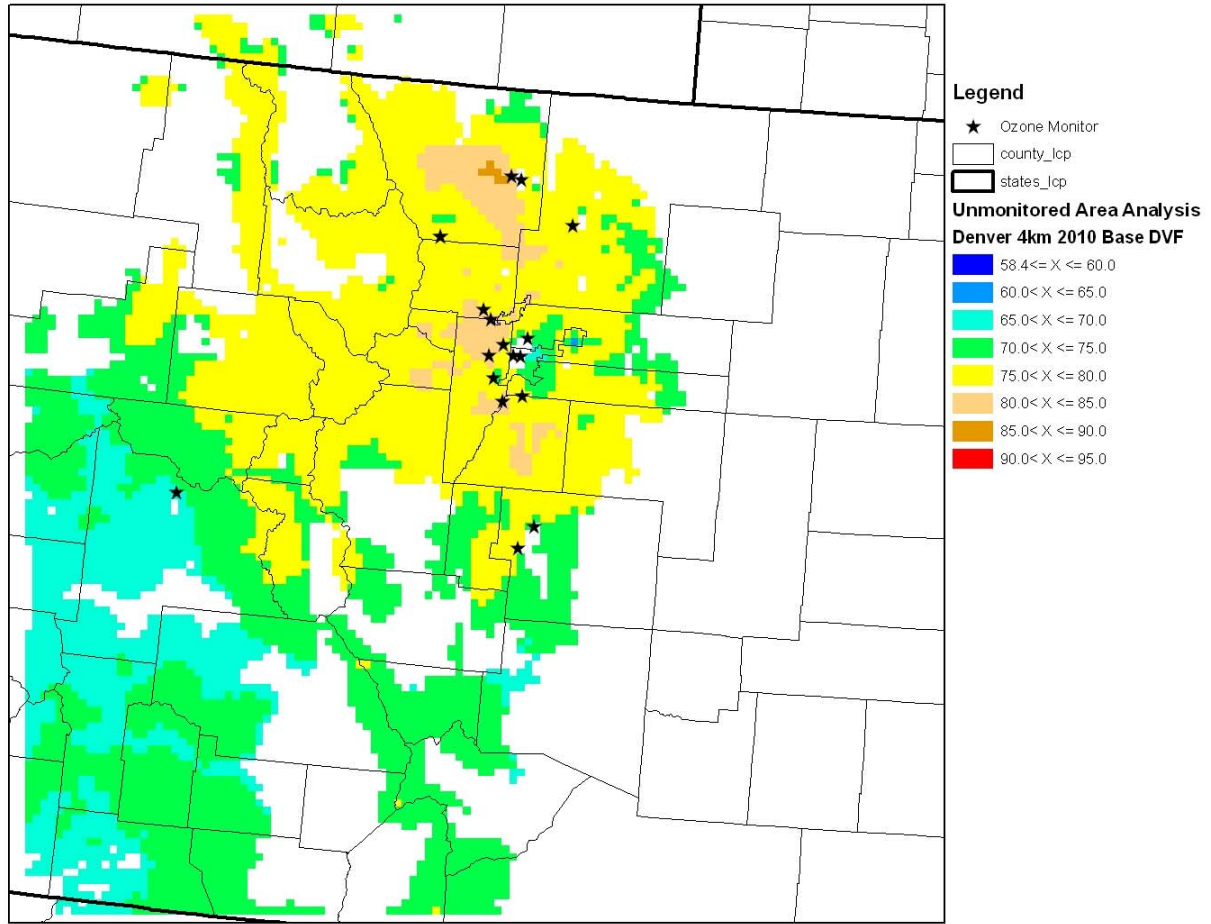 Legend
Ozone Monitor
county_lcp
states_lcp
Unmonitored Area Analysis
Denver 4km 2010 Base DVF
58.4<= X <= 60.0
60.0< X <= 65.0
65.0< X <= 70.0
70.0< X <= 75.0
75.0< X <= 80.0
80.0< X <= 85.0
85.0< X <= 90.0
90.0< X <= 95.0